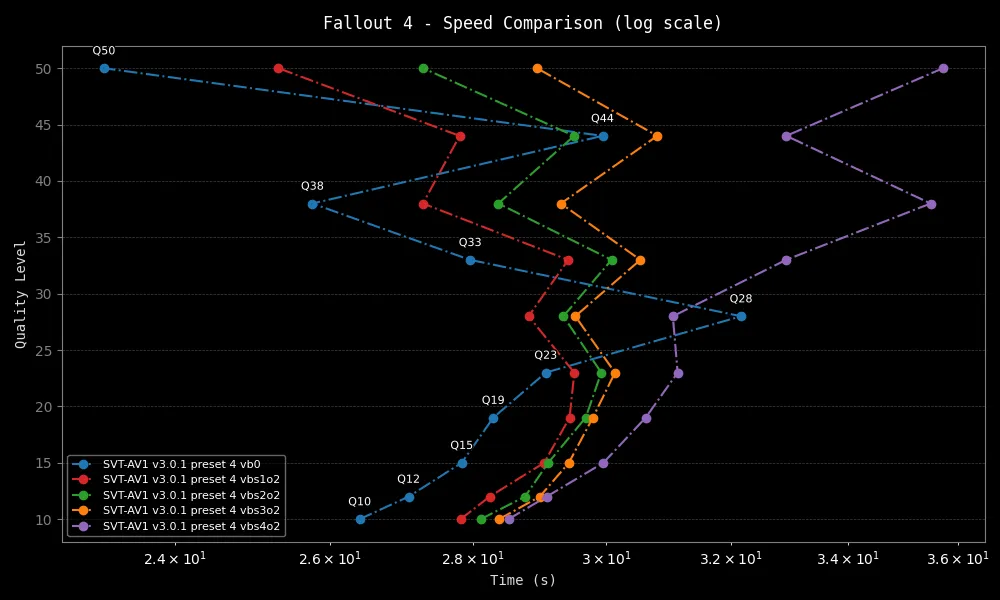 Fallout 4 - Speed Comparison (log scale)
Q50
50
45
Q44
40
Q38
35
Q33
30
Q28
25
Q23
20
Q19
Q15
15
Q12
Q10
10
Quality Level
SVT-AV1 v3.0.1 preset 4 vb0
SVT-AV1 v3.0.1 preset 4 vbs1o2
SVT-AV1 v3.0.1 preset 4 vbs2o2
SVT-AV1 v3.0.1 preset 4 vbs3o2
SVT-AV1 v3.0.1 preset 4 vbs4o2
2.4 × 10¹ 2.6 × 10¹ 2.8 × 10¹ 3 × 10¹ 3.2 × 10¹ 3.4 × 10¹ 3.6 × 10¹
Time (s)